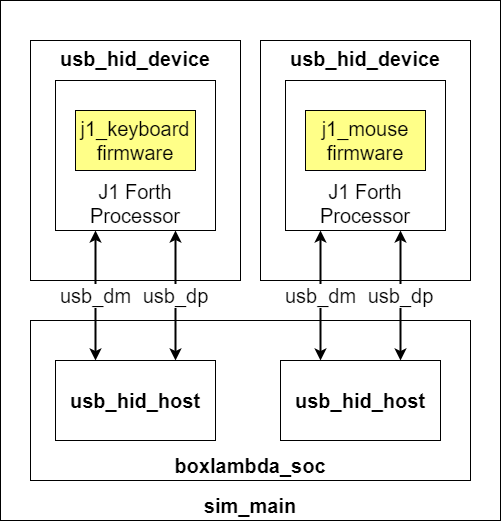 usb_hid_device
j1_keyboard
firmware
J1 Forth
Processor
usb_hid_device
j1_mouse
firmware
J1 Forth
Processor
usb_dm usb_dp
usb_dm usb_dp
usb_hid_host
usb_hid_host
boxlambda_soc
sim_main